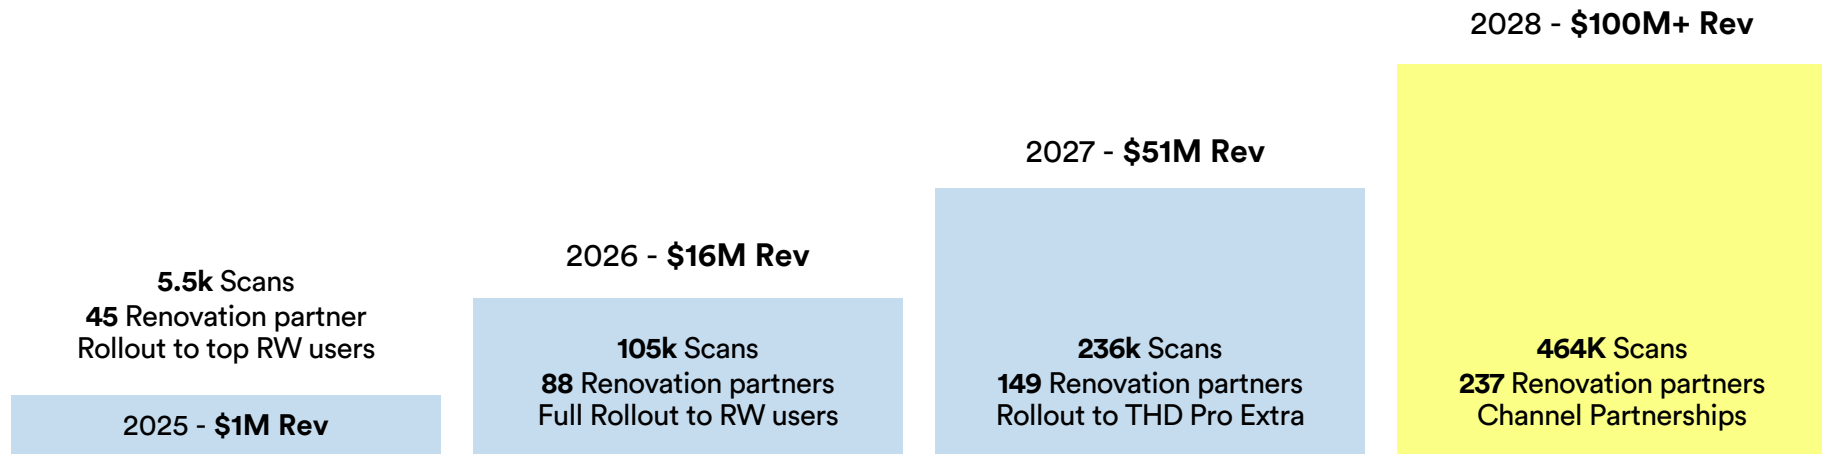 5.5k Scans
45 Renovation partner
Rollout to top RW users
2025 - $1M Rev
2026 - $16M Rev
105k Scans
88 Renovation partners
Full Rollout to RW users
2027 - $51M Rev
236k Scans
149 Renovation partners
Rollout to THD Pro Extra
2028 - $100M+ Rev
464K Scans
237 Renovation partners
Channel Partnerships